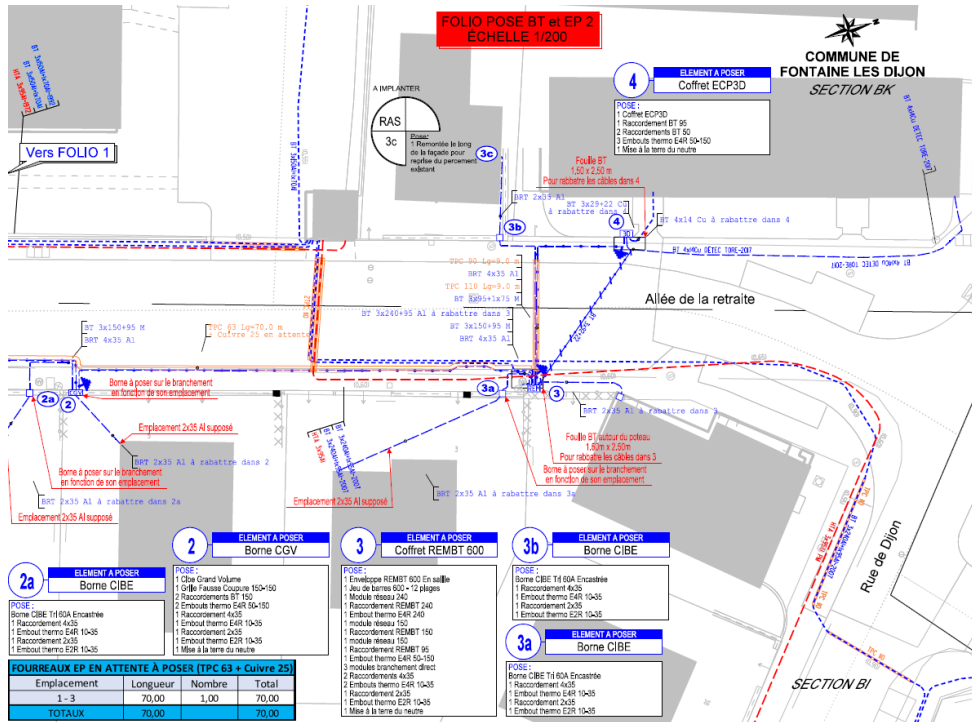 FOLIO POSE BT et EP 2
ÉCHELLE 1/200
COMMUNE DE
FONTAINE LES DIJON
SECTION BK
Vers FOLIO 1
A IMPLANTER
RAS
3c
Pose:
1 Remontée le long
de la façade pour
reprise du percement
existant
4
ELEMENT A POSER
Coffret ECP3D
POSE :
1 Coffret ECP3D
1 Raccordement BT 95
2 Raccordements BT 50
3 Embouts thermo E4R 50-150
1 Mise à la terre du neutre
3c
Fouille BT
1,50 x 2,50 m
Pour rabattre les câbles dans 4
BRT 2x35 Al
BT 3x29+22 Cu
à rabattre dans
3b
4
BT 4x14 Cu à rabattre dans 4
BT 4x14Cu DETEC TORE-2017
TPC 90 Lg=9.0 m
BRT 4x35 Al
TPC 110 Lg=9.0 m
BT 3x95+1x75 M
BT 3x240+95 Al à rabattre dans 3
BT 3x150+95 M
BRT 4x35 Al
Allée de la retraite
BT 3x150+95 M
BRT 4x35 Al
TPC 63 Lg=70.0 m
+ Cuivre 25 en attente
2a
2
Borne à poser sur le branchement
en fonction de son emplacement
3a
3
BRT 2x35 Al à rabattre dans 3
Emplacement 2x35 Al supposé
BRT 2x35 Al à rabattre dans 2
Borne à poser sur le branchement
en fonction de son emplacement
BRT 2x35 Al à rabattre dans 2a
Emplacement 2x35 Al supposé
Fouille BT autour du poteau
1,50m x 2,50m
Pour rabattre les câbles dans 3
Borne à poser sur le branchement
en fonction de son emplacement
BRT 2x35 Al à rabattre dans 3a
Emplacement 2x35 Al supposé
Rue de Dijon
SECTION BI
2a
ELEMENT A POSER
Borne CIBE
POSE :
Borne CIBE Tri 60A Encastrée
1 Raccordement 4x35
1 Embout thermo E4R 10-35
1 Raccordement 2x35
1 Embout thermo E2R 10-35
2
ELEMENT A POSER
Borne CGV
POSE :
1 Cibe Grand Volume
1 Grille Fausse Coupure 150-150
2 Raccordements BT 150
2 Embouts thermo E4R 50-150
1 Raccordement 4x35
1 Embout thermo E4R 10-35
1 Raccordement 2x35
1 Embout thermo E2R 10-35
1 Mise à la terre du neutre
3
ELEMENT A POSER
Coffret REMBT 600
POSE :
1 Enveloppe REMBT 600 En saillie
1 Jeu de barres 600 - 12 plages
1 Module réseau 240
1 Raccordement REMBT 240
1 Embout thermo E4R 240
1 module réseau 150
1 Raccordement REMBT 150
1 module réseau 150
1 Raccordement REMBT 95
1 Embout thermo E4R 50-150
3 modules branchement direct
2 Raccordements 4x35
2 Embouts thermo E4R 10-35
1 Raccordement 2x35
1 Embout thermo E2R 10-35
1 Mise à la terre du neutre
3b
ELEMENT A POSER
Borne CIBE
POSE :
Borne CIBE Tri 60A Encastrée
1 Raccordement 4x35
1 Embout thermo E4R 10-35
1 Raccordement 2x35
1 Embout thermo E2R 10-35
3a
ELEMENT A POSER
Borne CIBE
POSE :
Borne CIBE Tri 60A Encastrée
1 Raccordement 4x35
1 Embout thermo E4R 10-35
1 Raccordement 2x35
1 Embout thermo E2R 10-35
FOURREAUX EP EN ATTENTE À POSER (TPC 63 + Cuivre 25)
Emplacement Longueur Nombre Total
1 - 3 70,00 1,00 70,00
TOTAUX 70,00 70,00